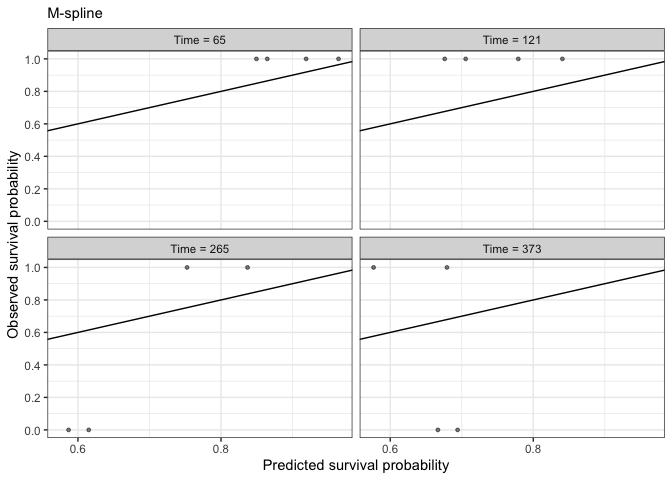 M-spline
Time = 65
Time = 121
1.0
0.8
0.6
0.4
0.2
0.0
Time = 265
Time = 373
1.0
0.8
0.6
0.4
0.2
0.0
0.6
0.8
0.6
0.8
Observed survival probability
Predicted survival probability